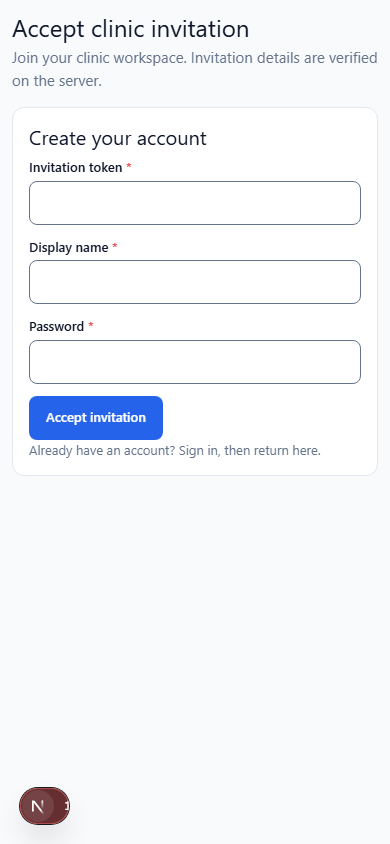 Accept clinic invitation
Join your clinic workspace. Invitation details are verified
on the server.
Create your account
Invitation token *
Display name *
Password *
Accept invitation
Already have an account? Sign in, then return here.
N